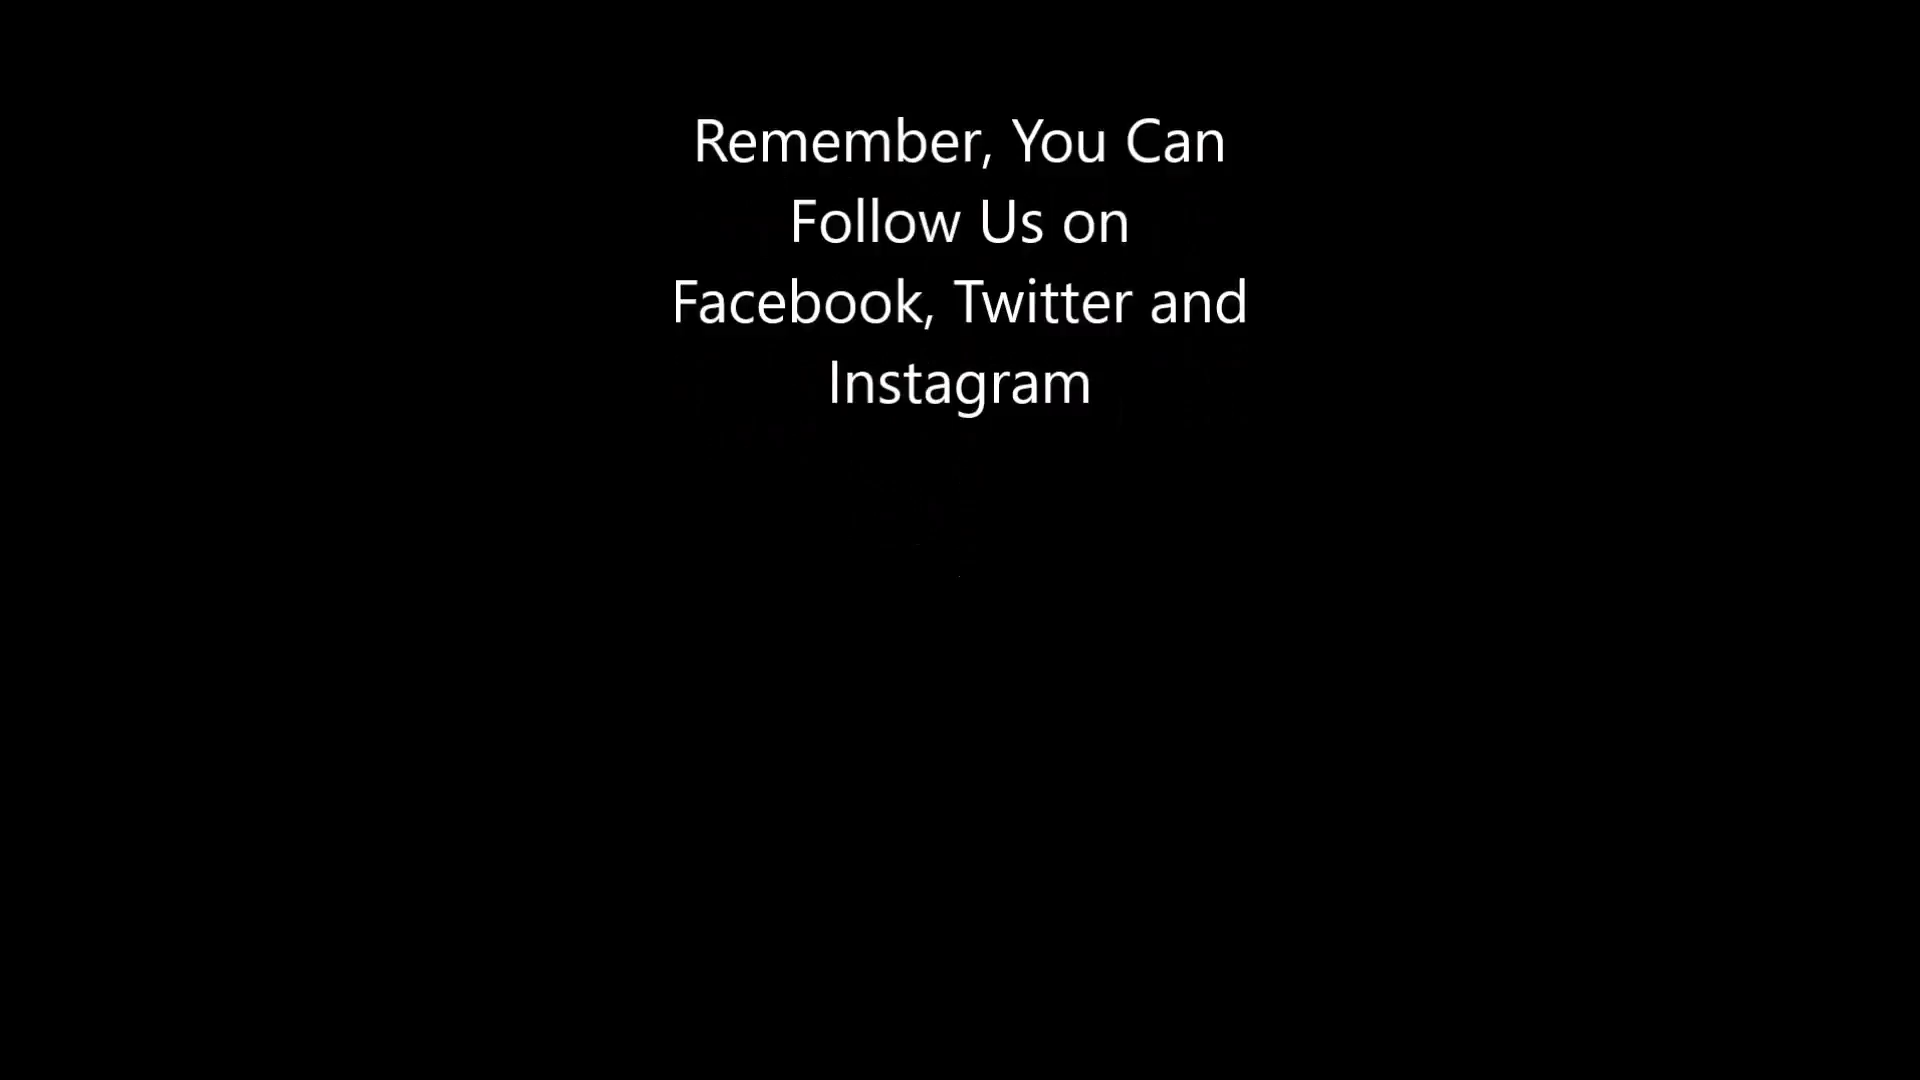 Remember, You Can
Follow Us on
Facebook, Twitter and
Instagram